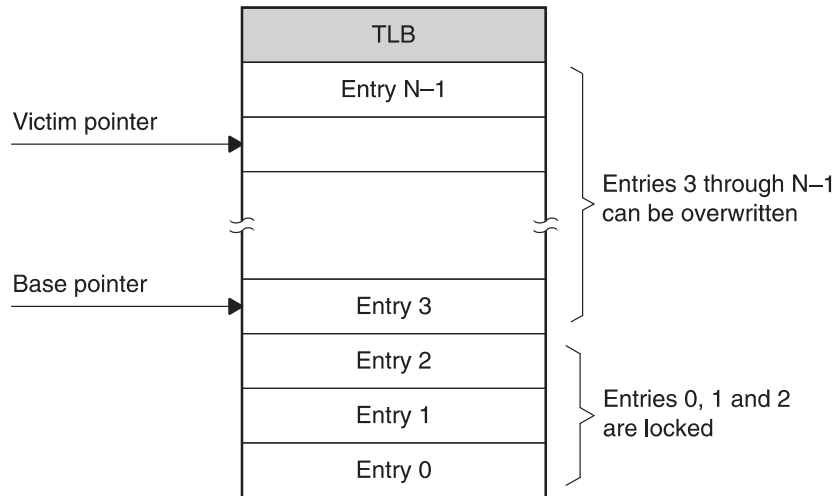 TLB
Entry N–1
Victim pointer
Entries 3 through N–1
can be overwritten
Base pointer
Entry 3
Entry 2
Entries 0, 1 and 2
are locked
Entry 1
Entry 0